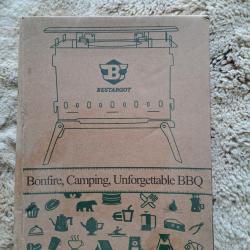 B
BESTARGOT
Bonfire, Camping, Unforgettable BBQ